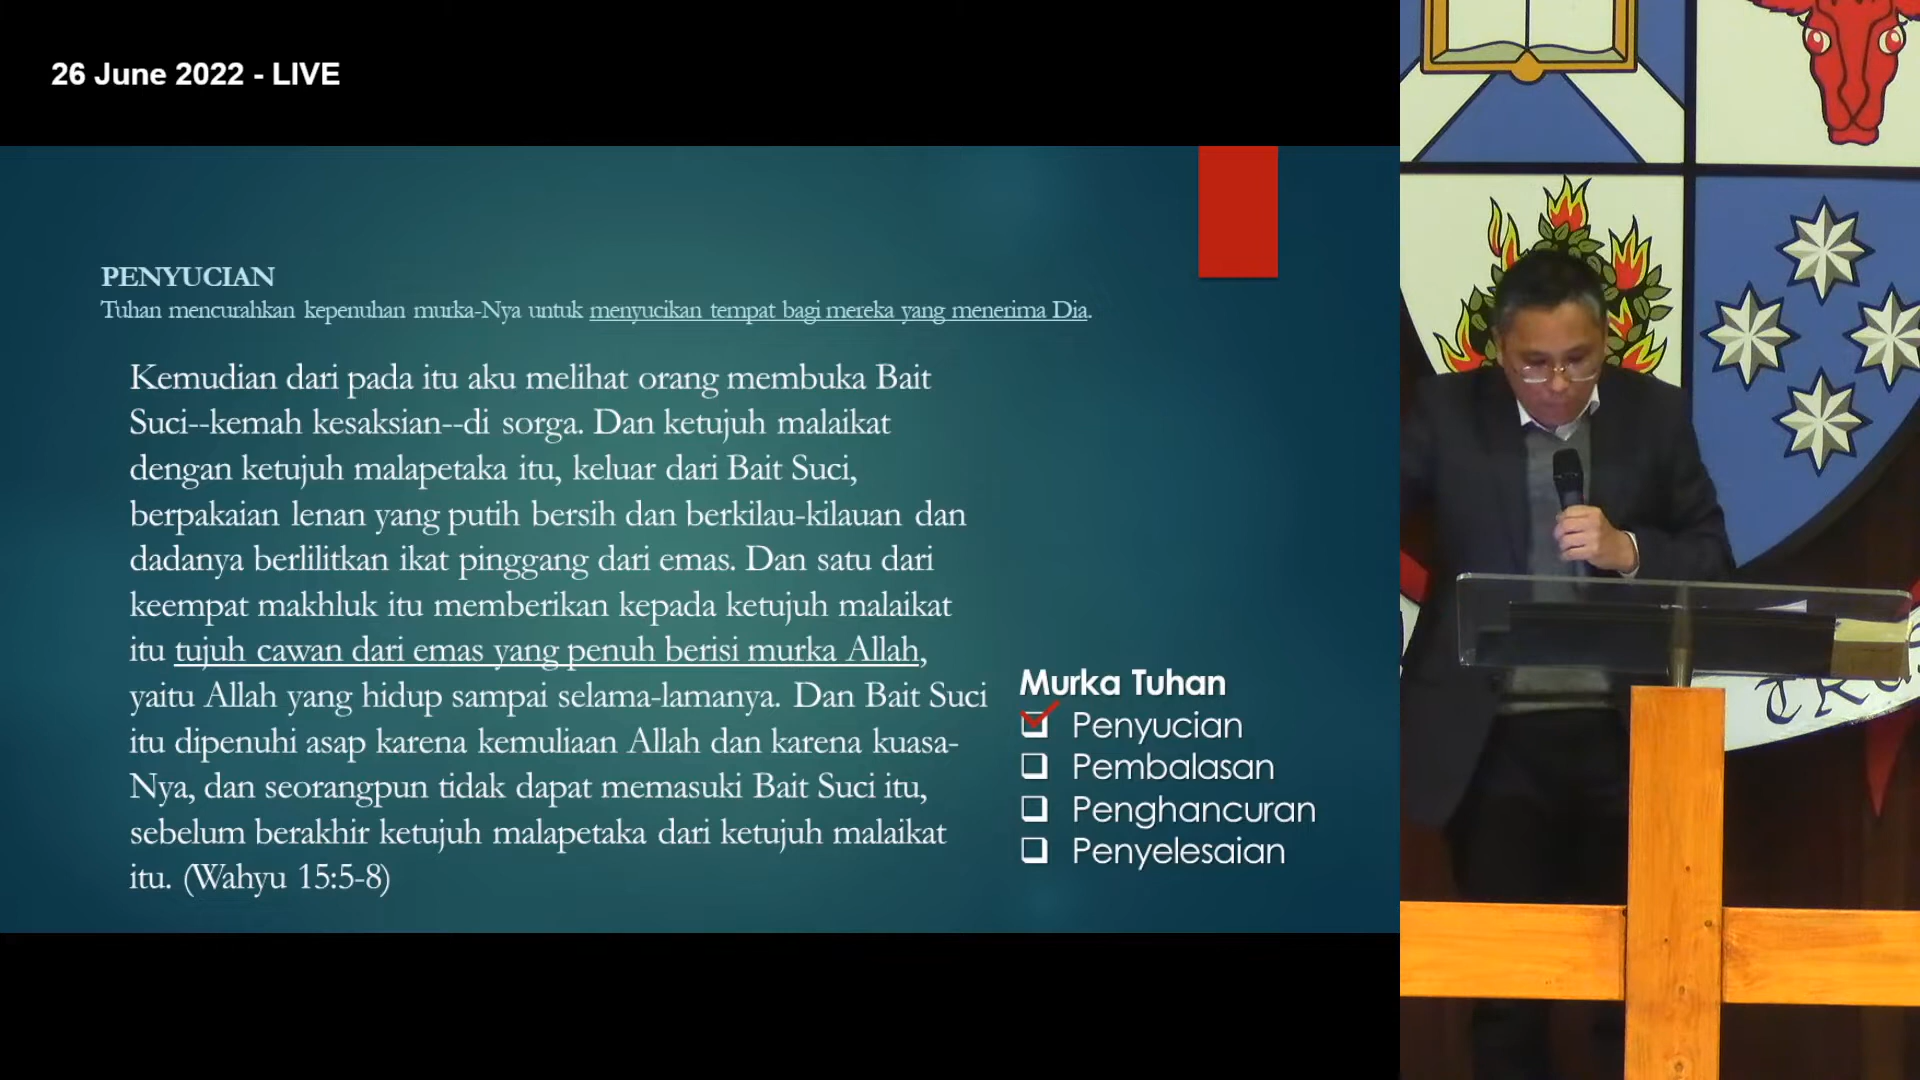 26 June 2022 - LIVE
PENYUCIAN
Tuhan mencurahkan kepenuhan murka-Nya untuk menyucikan tempat bagi mereka yang menerima Dia.
Kemudian dari pada itu aku melihat orang membuka Bait
Suci--kemah kesaksian--di sorga. Dan ketujuh malaikat
dengan ketujuh malapetaka itu, keluar dari Bait Suci,
berpakaian lenan yang putih bersih dan berkilau-kilauan dan
dadanya berlilitkan ikat pinggang dari emas. Dan satu dari
keempat makhluk itu memberikan kepada ketujuh malaikat
itu tujuh cawan dari emas yang penuh berisi murka Allah,
yaitu Allah yang hidup sampai selama-lamanya. Dan Bait Suci
itu dipenuhi asap karena kemuliaan Allah dan karena kuasa-
Nya, dan seorangpun tidak dapat memasuki Bait Suci itu,
sebelum berakhir ketujuh malapetaka dari ketujuh malaikat
itu. (Wahyu 15:5-8)
Murka Tuhan
Penyucian
Pembalasan
Penghancuran
Penyelesaian